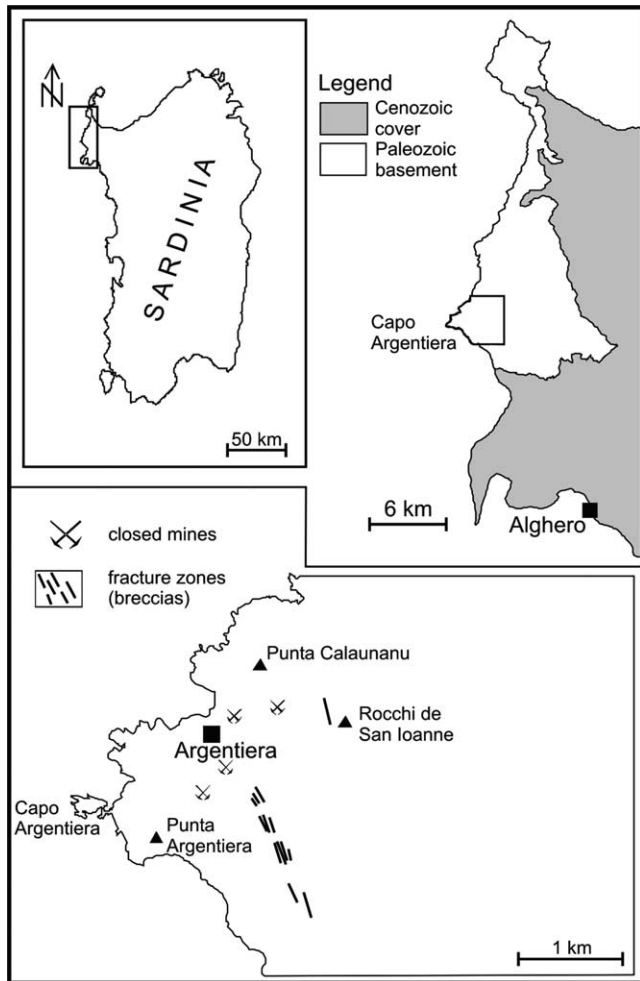 N
SARDINIA
50 km
Legend
Cenozoic
cover
Paleozoic
basement
Capo
Argentiera
6 km
Alghero
closed mines
fracture zones
(breccias)
Punta Calaunanu
Rocchi de
San Ioanne
Argentiera
Capo
Argentiera
Punta
Argentiera
1 km